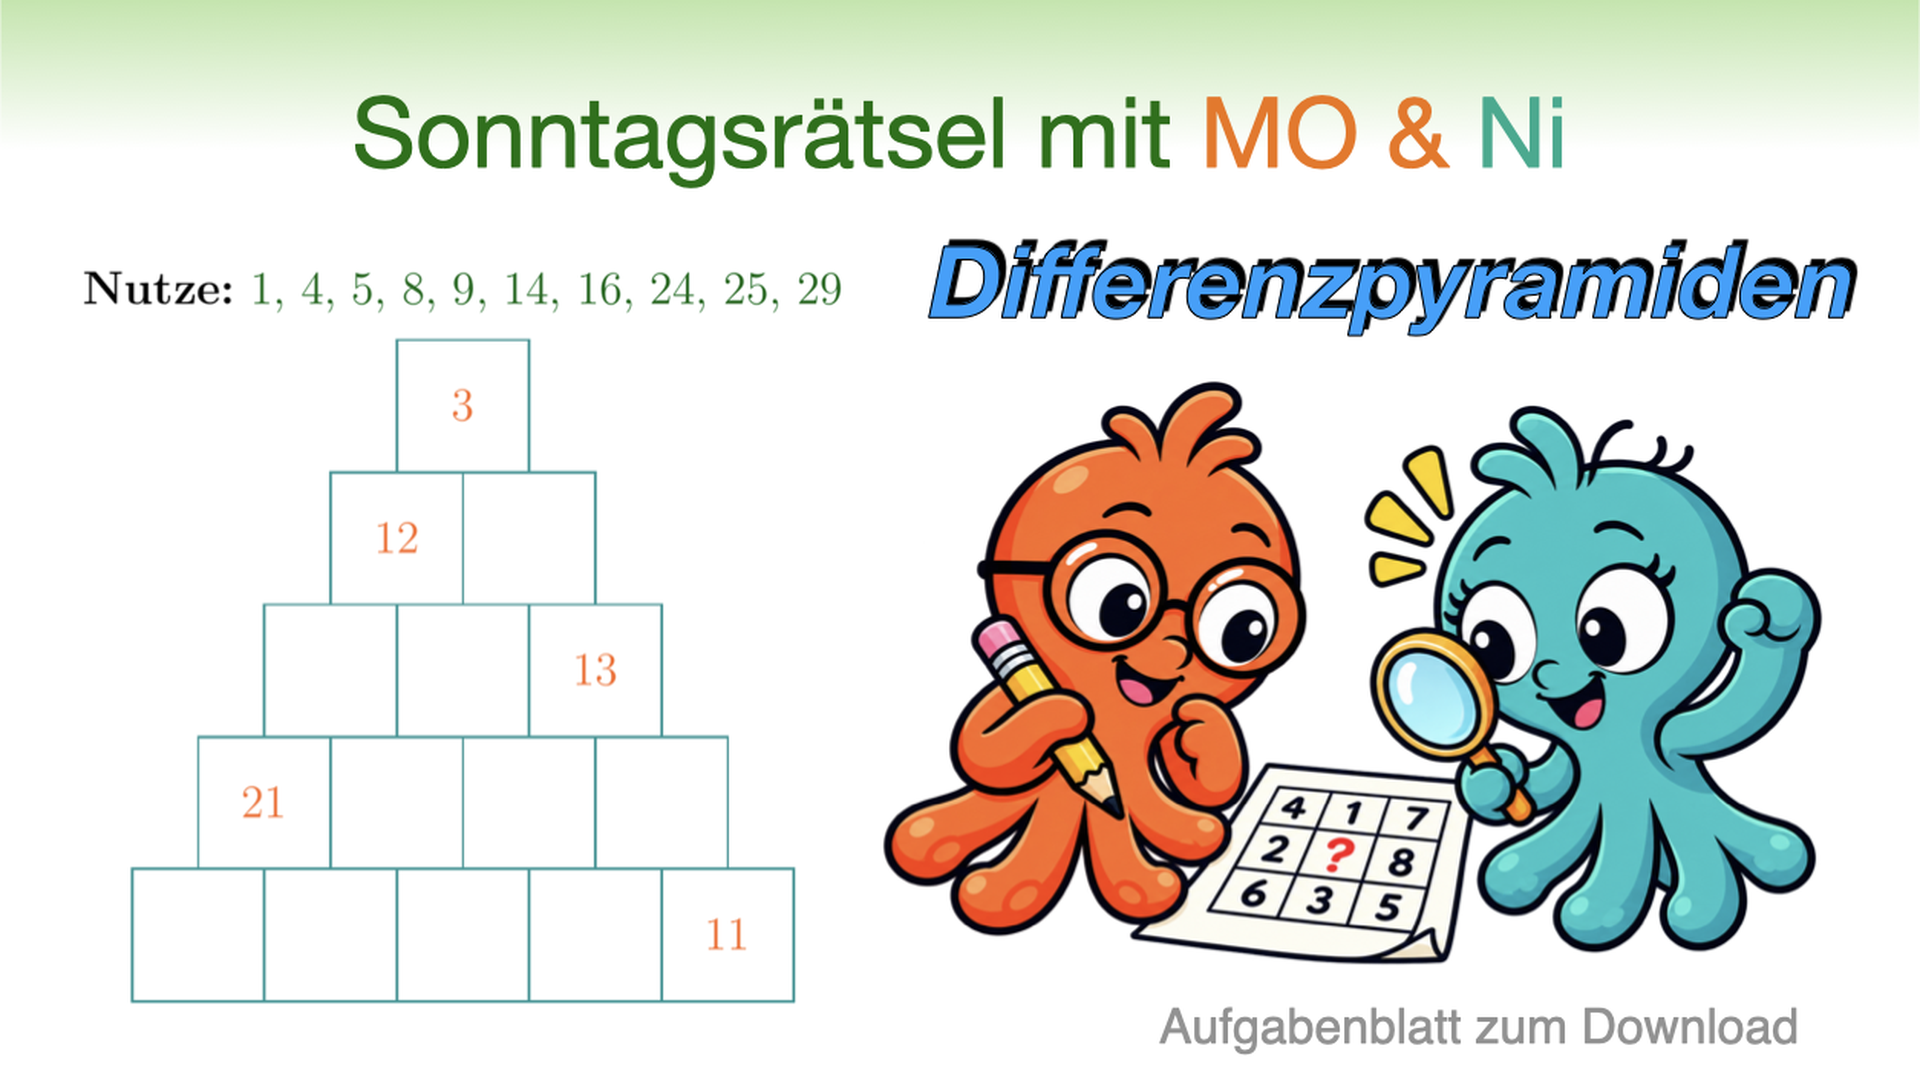 Sonntagsrätsel mit MO & Ni
Nutze: 1, 4, 5, 8, 9, 14, 16, 24, 25, 29
Differenzpyramiden
3
12
13
21
11
4 1 7
2 ? 8
6 3 5
Aufgabenblatt zum Download